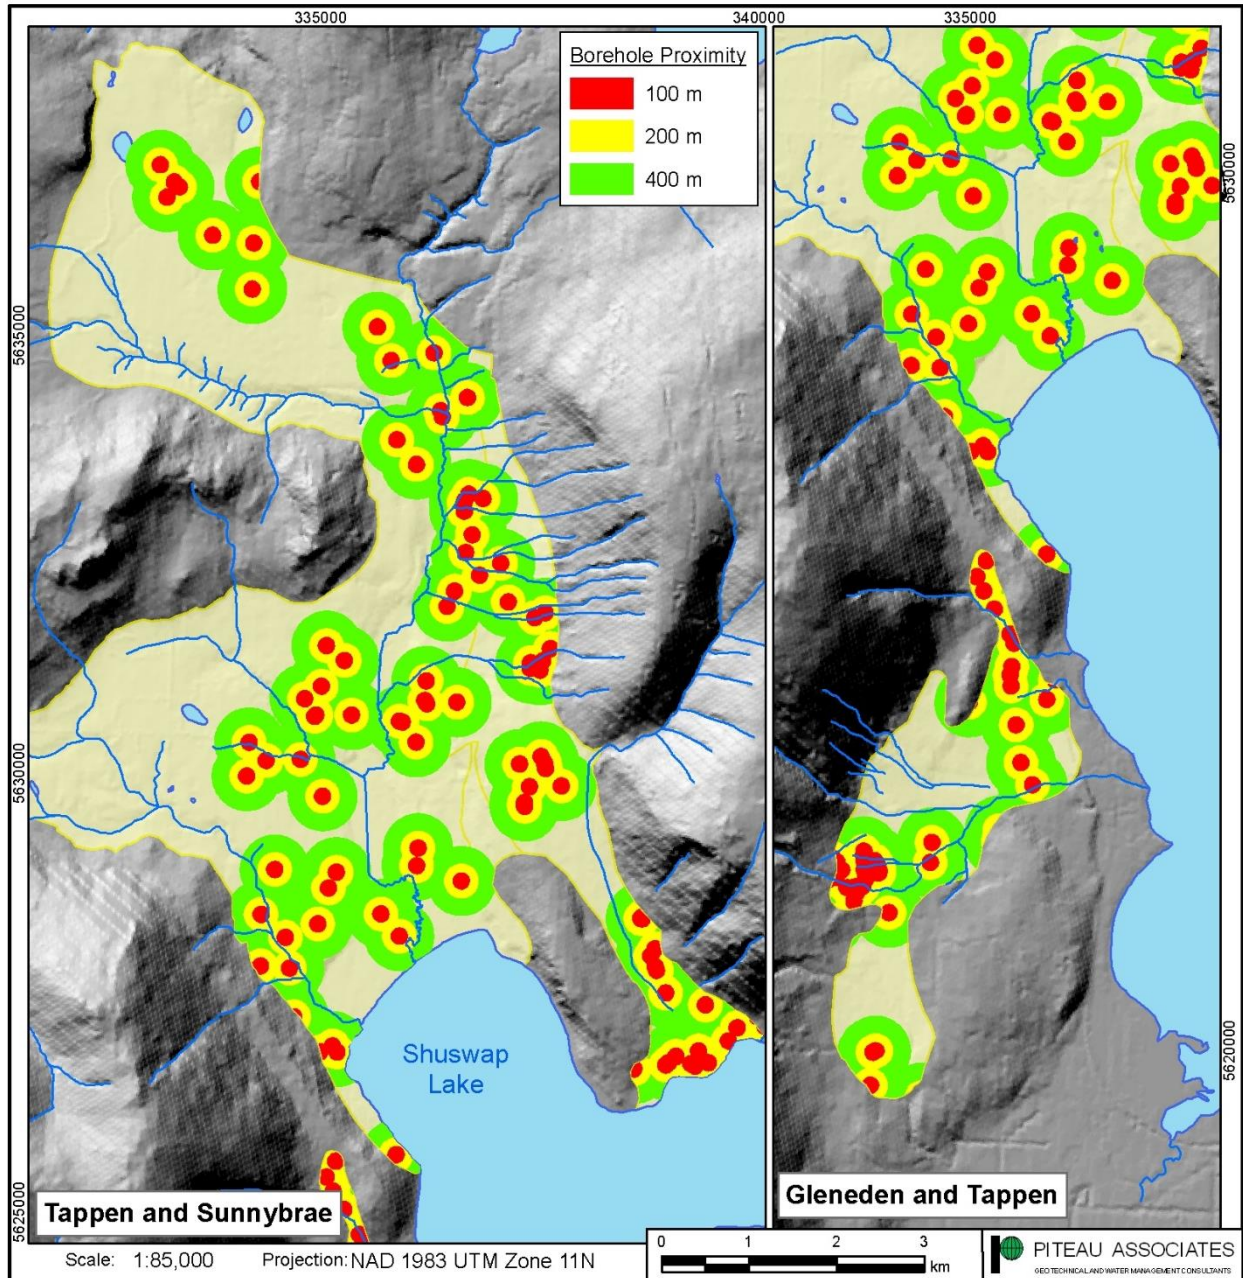 335000
340000
335000
Borehole Proximity
100 m
200 m
400 m
5635000
5630000
5625000
5630000
5620000
Shuswap
Lake
Tappen and Sunnybrae
Gleneden and Tappen
Scale: 1:85,000
Projection: NAD 1983 UTM Zone 11N
0 1 2 3
km
PITEAU ASSOCIATES
GEOTECHNICAL AND WATER MANAGEMENT CONSULTANTS